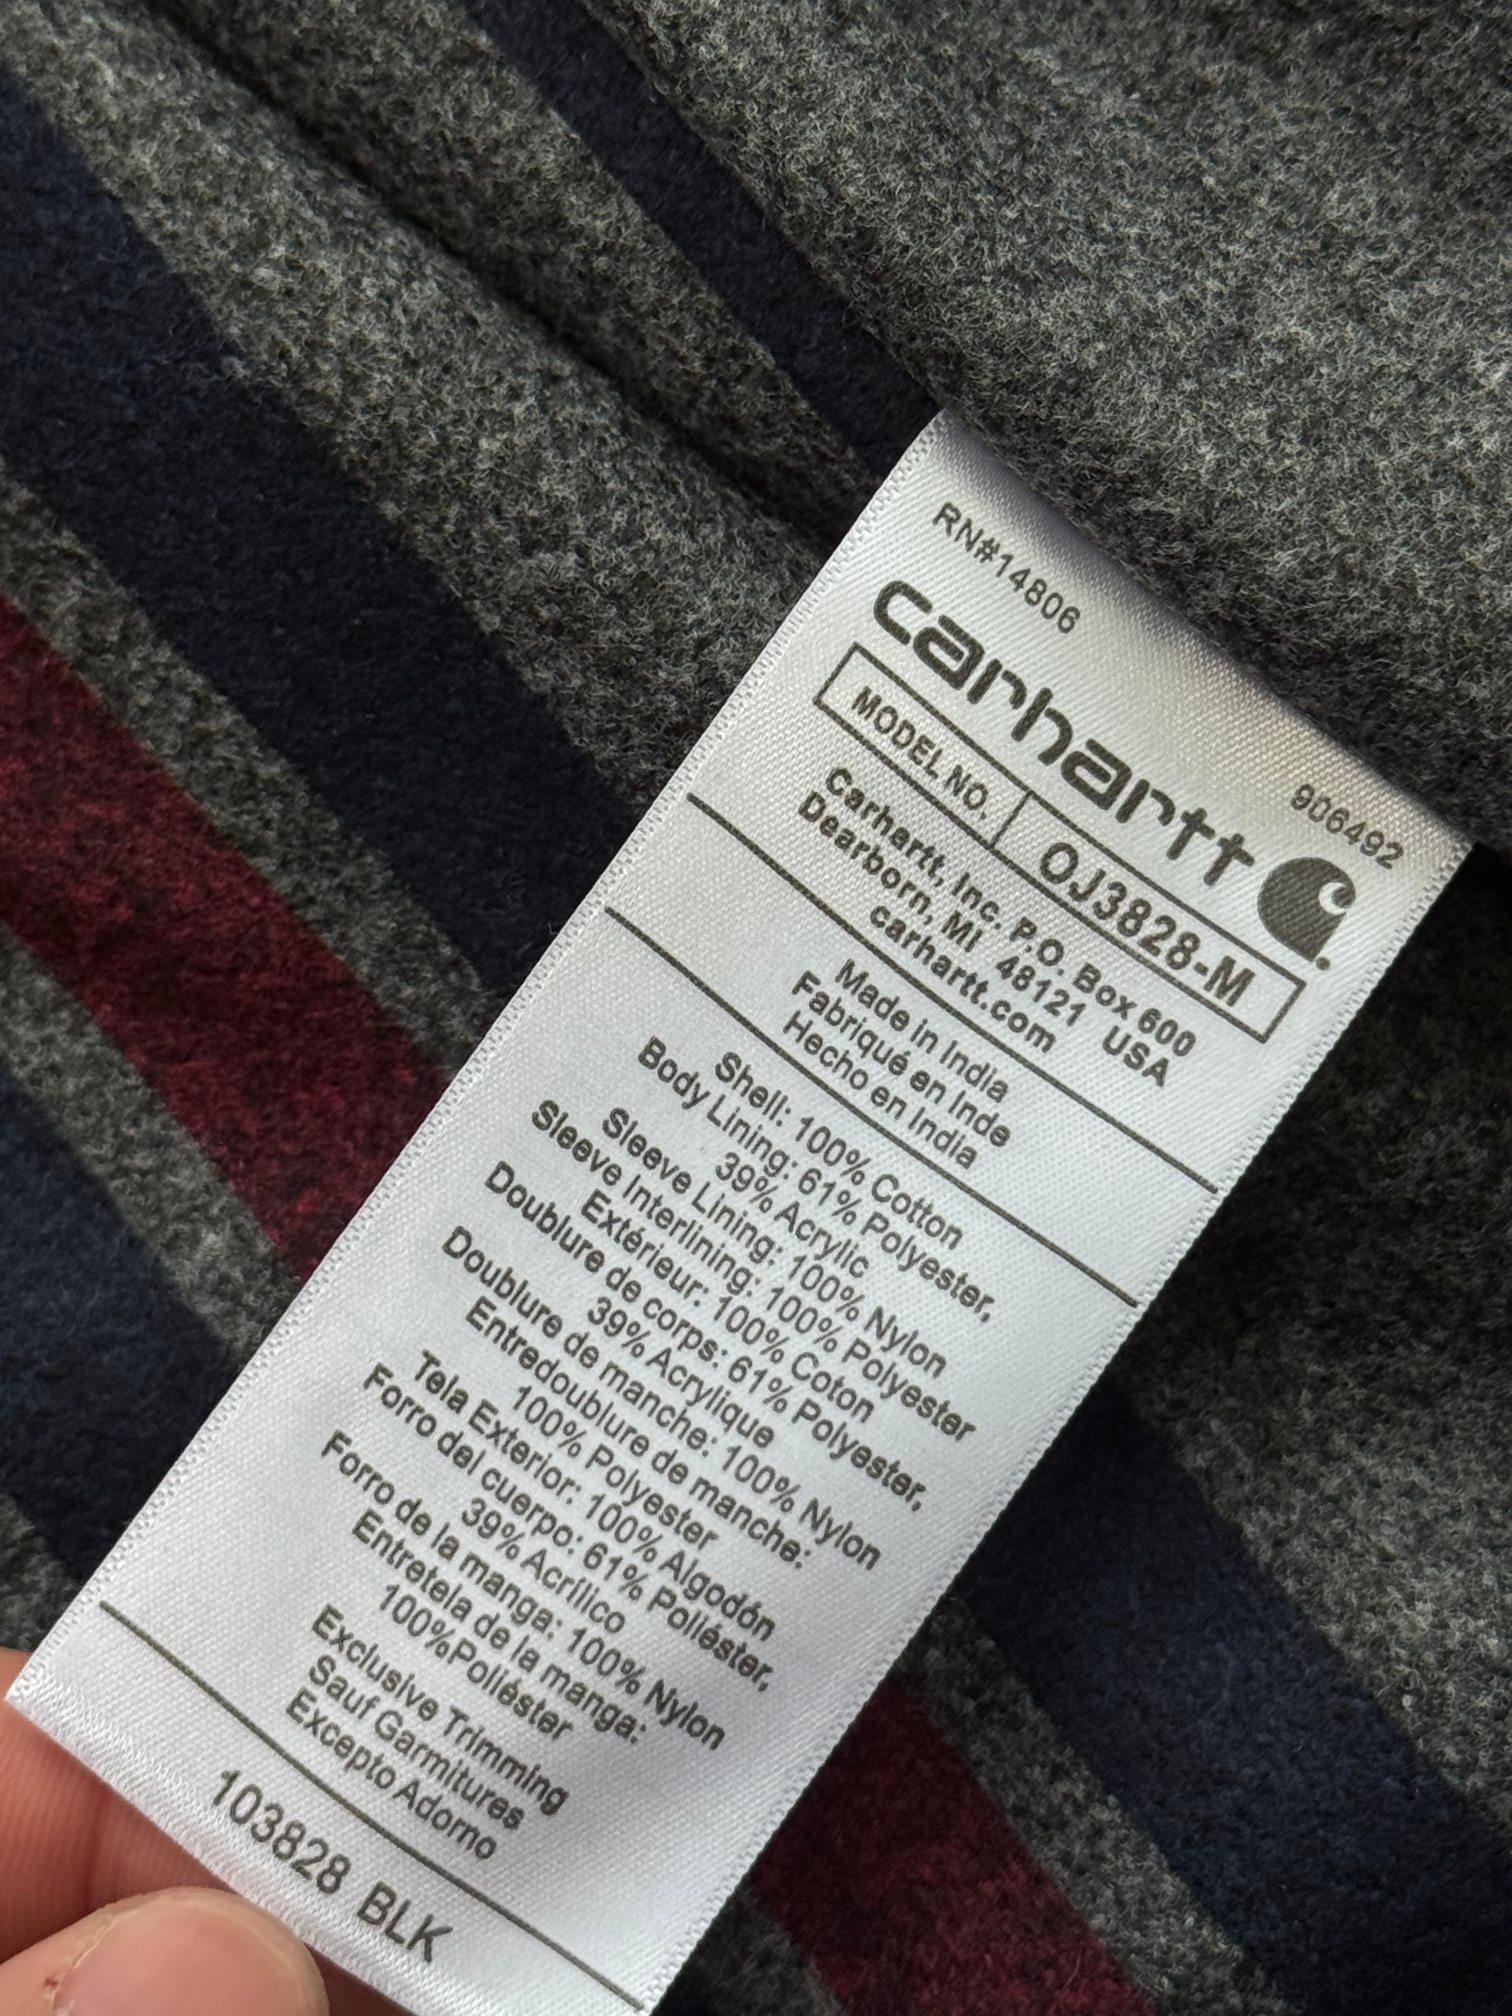 RN#14806
906492
carhartt
MODEL NO. OJ3828-M
Carhartt, Inc. P.O. Box 600
Dearborn, MI 48121 USA
carhartt.com
Made in India
Fabriqué en Inde
Hecho en India
Shell: 100% Cotton
Body Lining: 61% Polyester,
39% Acrylic
Sleeve Lining: 100% Nylon
Sleeve Interlining: 100% Polyester
Extérieur: 100% Coton
Doublure de corps: 61% Polyester,
39% Acrylique
Doublure de manche: 100% Nylon
Entredoublure de manche:
100% Polyester
Tela Exterior: 100% Algodón
Forro del cuerpo: 61% Poliéster,
39% Acrílico
Forro de la manga: 100% Nylon
Entretela de la manga:
100%Poliéster
Exclusive Trimming
Sauf Garnitures
Excepto Adorno
103828 BLK